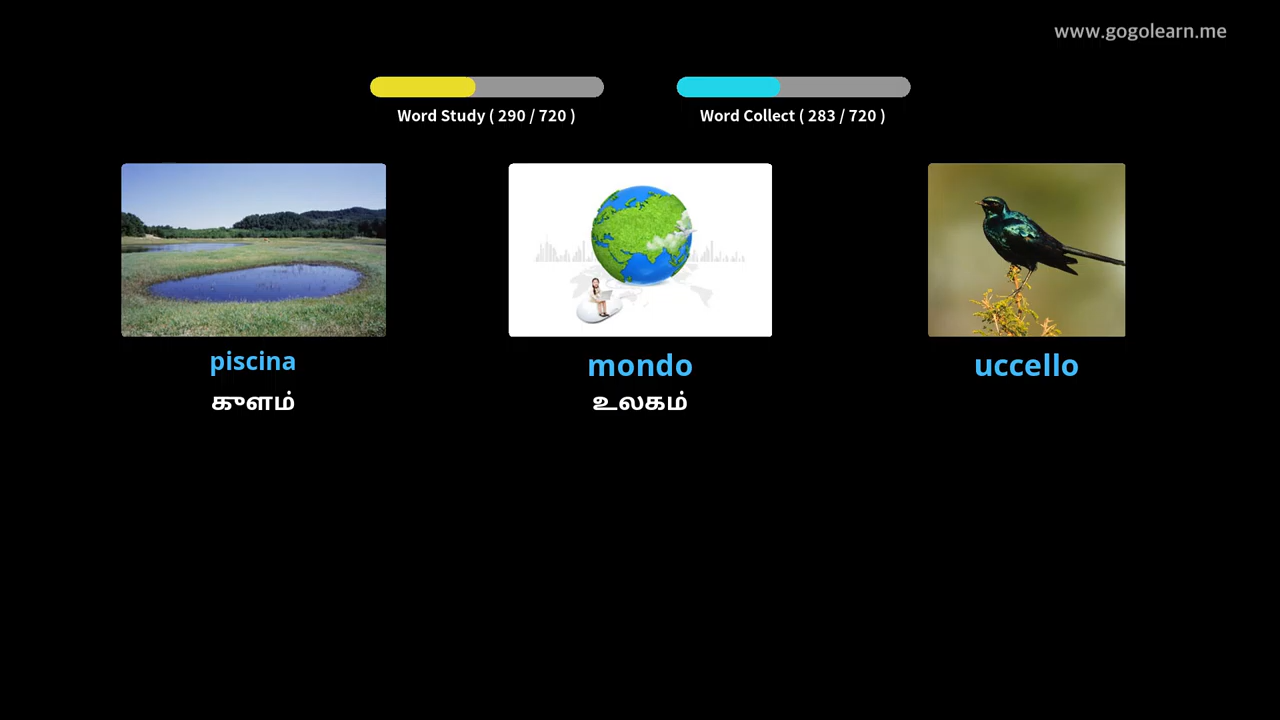 www.gogolearn.me
Word Study ( 290 / 720 )
Word Collect ( 283 / 720 )
piscina
mondo
uccello
குளம்
உலகம்